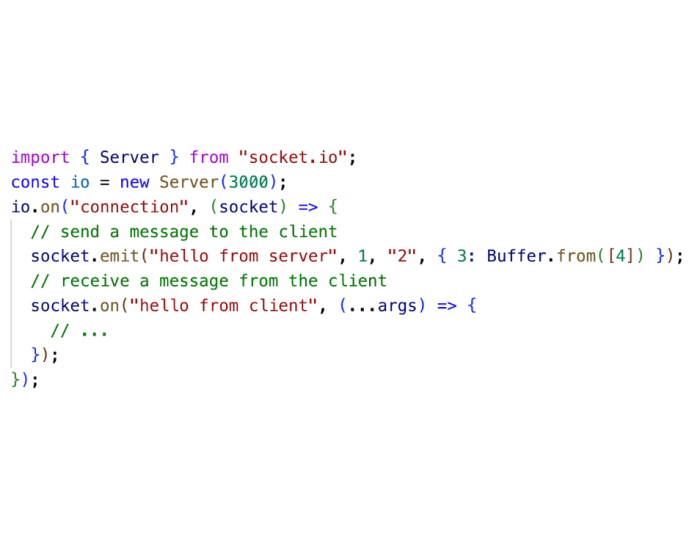 import { Server } from "socket.io";
const io = new Server(3000);
io.on("connection", (socket) => {
  // send a message to the client
  socket.emit("hello from server", 1, "2", { 3: Buffer.from([4]) });
  // receive a message from the client
  socket.on("hello from client", (...args) => {
    // ...
  });
});